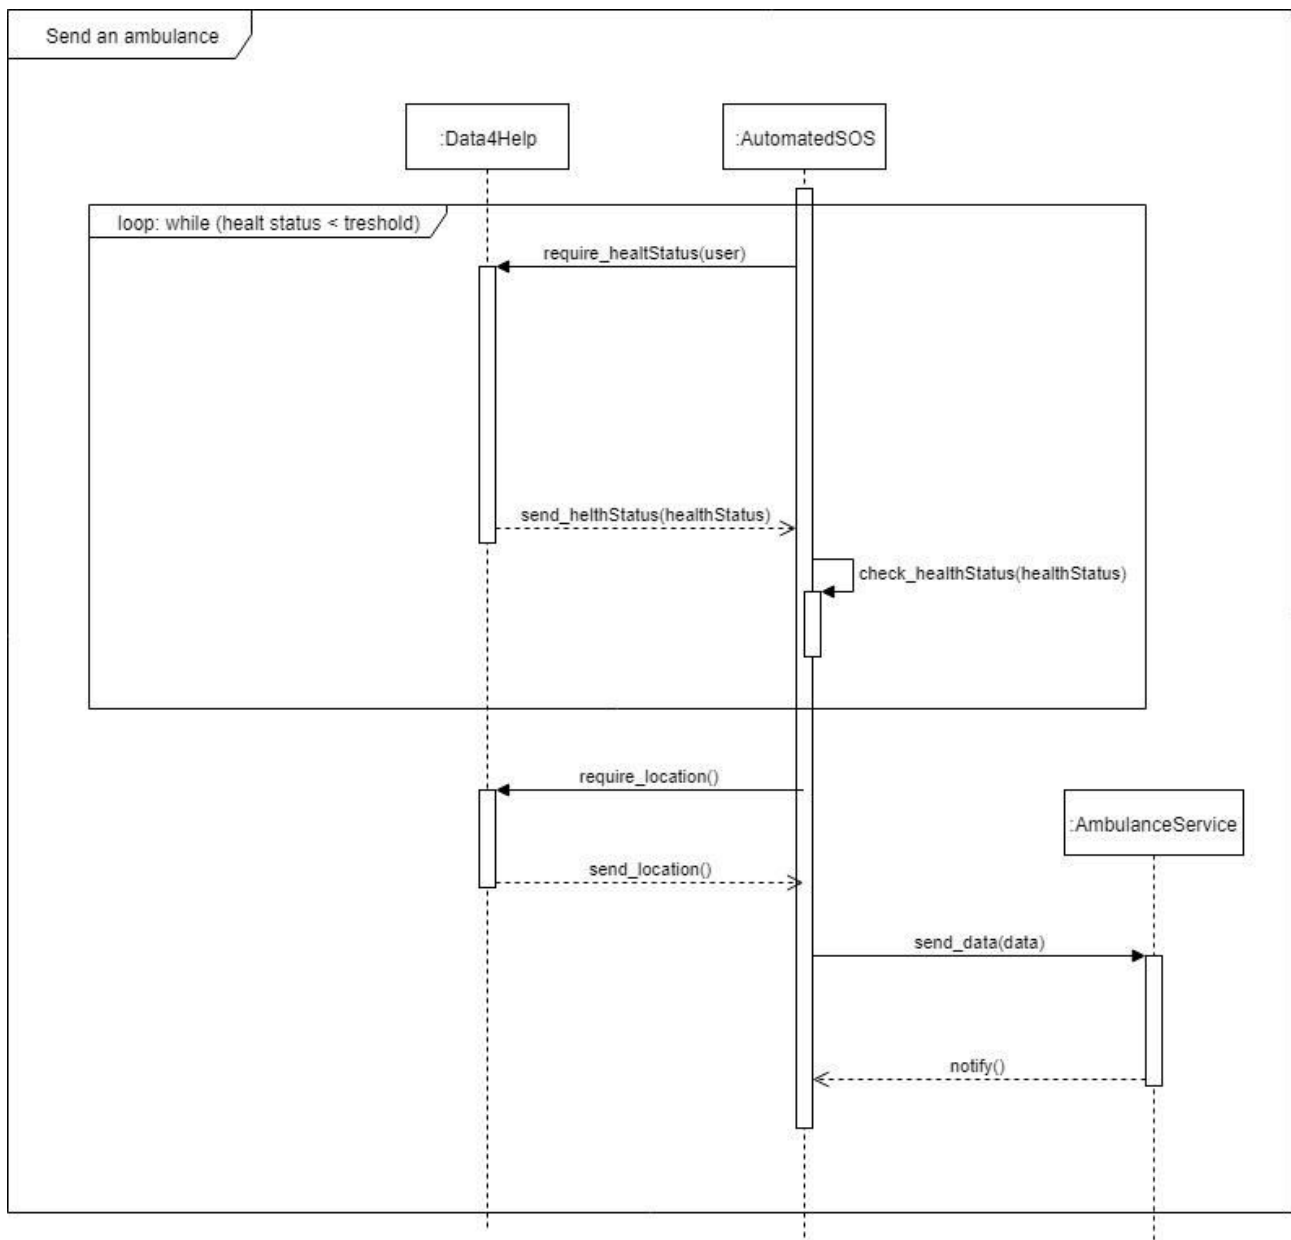 Send an ambulance
:Data4Help
:AutomatedSOS
loop: while (healt status < treshold)
require_healtStatus(user)
send_helthStatus(healthStatus)
check_healthStatus(healthStatus)
require_location()
:AmbulanceService
send_location()
send_data(data)
notify()